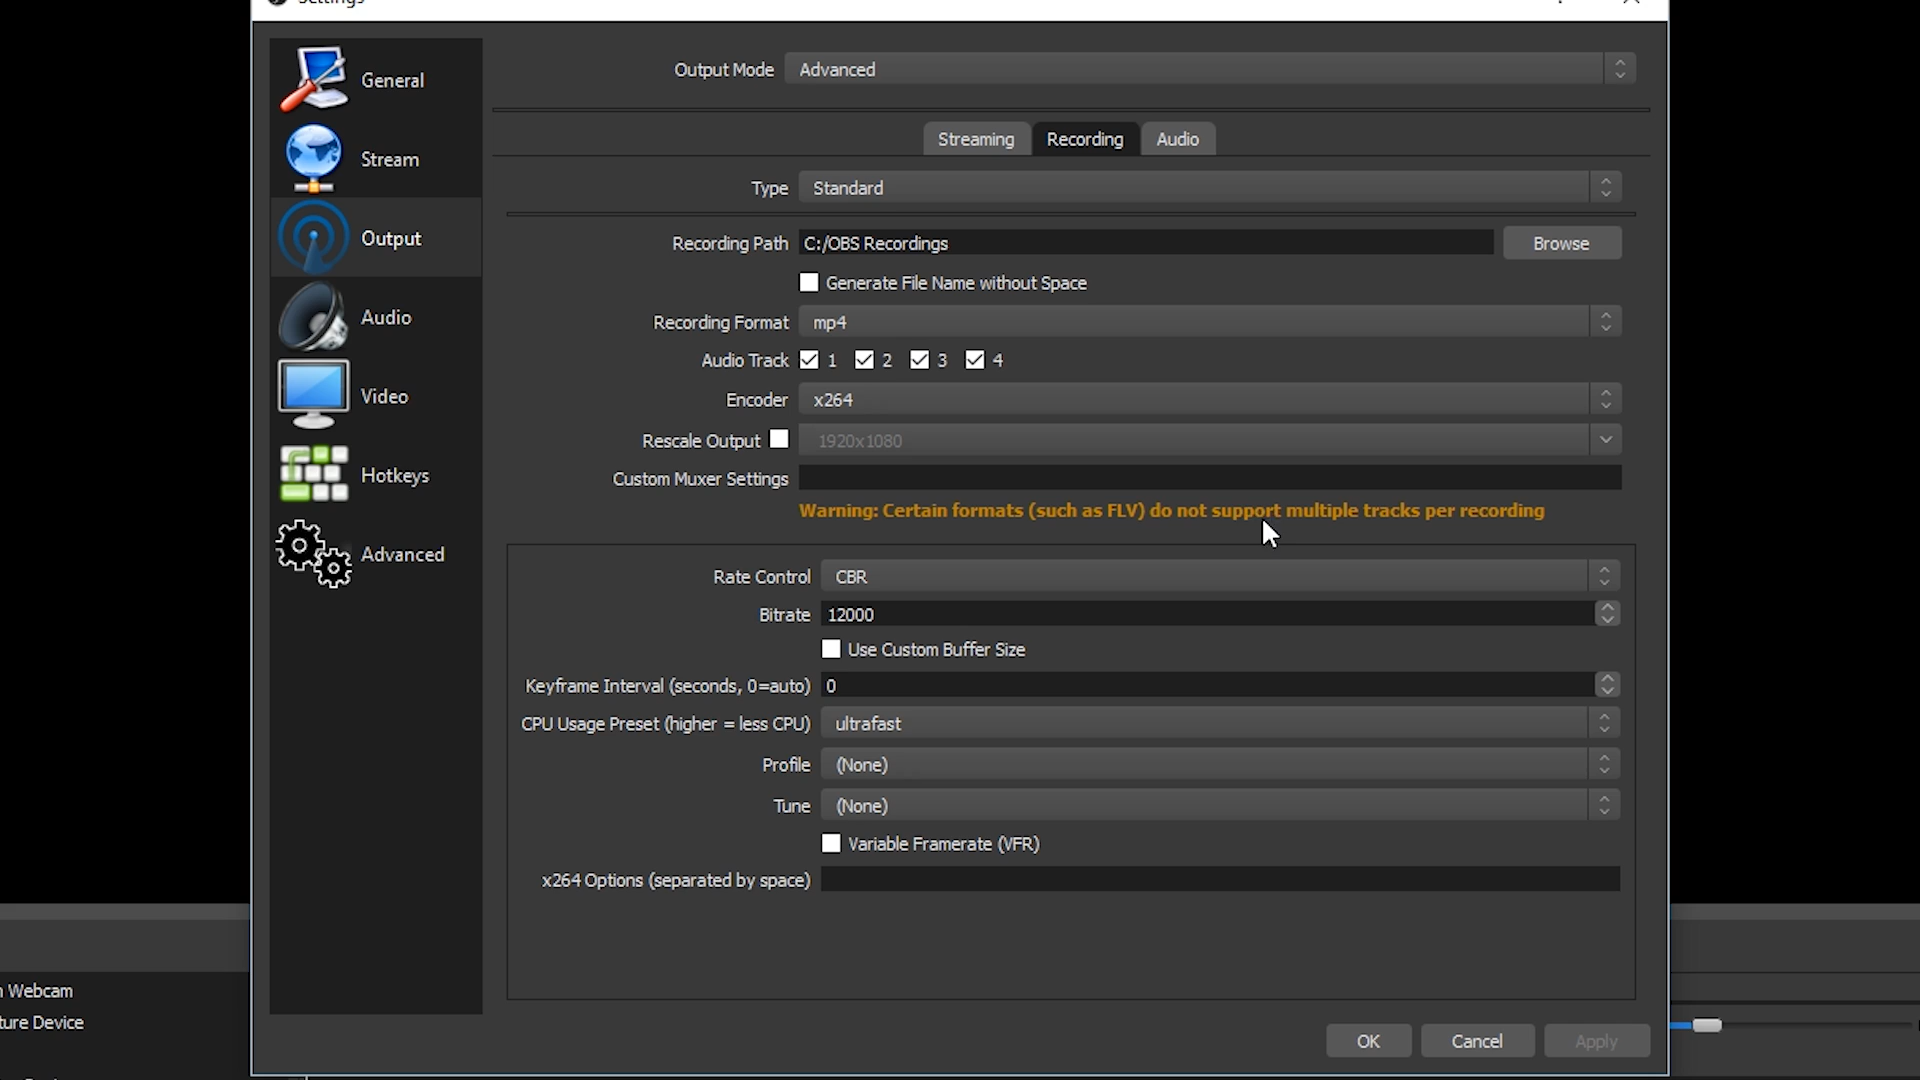 Settings
General
Stream
Output
Audio
Video
Hotkeys
Advanced
Output Mode Advanced
Streaming Recording Audio
Type Standard
Recording Path C:/OBS Recordings Browse
Generate File Name without Space
Recording Format mp4
Audio Track 1 2 3 4
Encoder x264
Rescale Output 1920x1080
Custom Muxer Settings
Warning: Certain formats (such as FLV) do not support multiple tracks per recording
Rate Control CBR
Bitrate 12000
Use Custom Buffer Size
Keyframe Interval (seconds, 0=auto) 0
CPU Usage Preset (higher = less CPU) ultrafast
Profile (None)
Tune (None)
Variable Framerate (VFR)
x264 Options (separated by space)
OK Cancel Apply
Webcam
ture Device